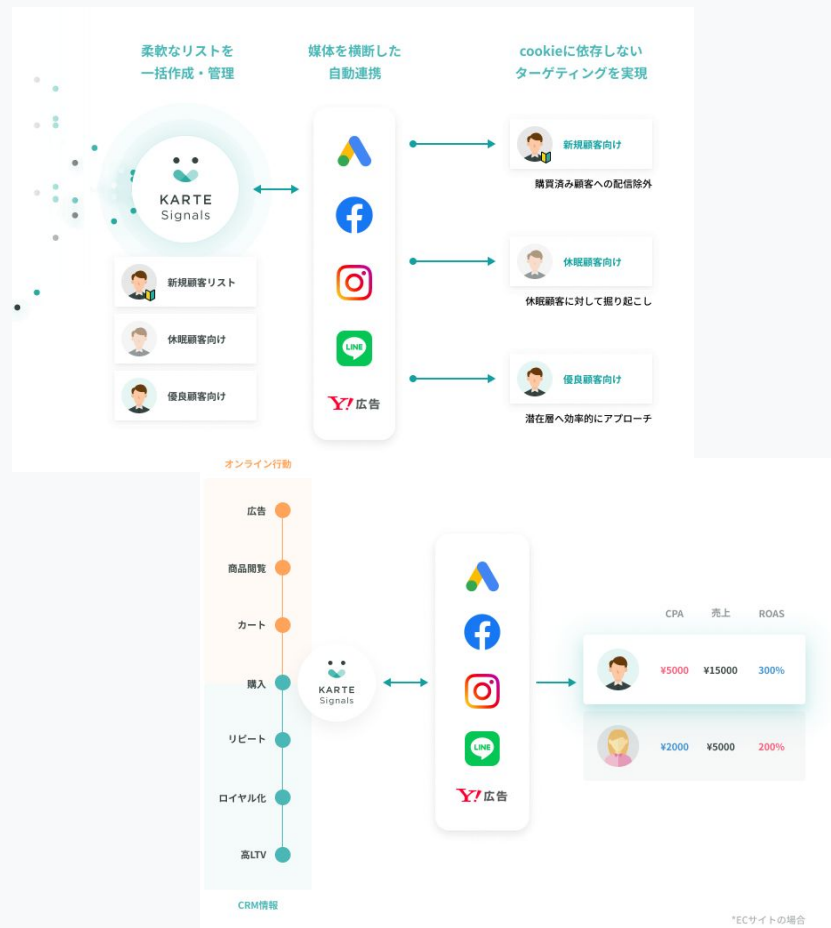 柔軟なリストを
一括作成・管理
媒体を横断した
自動連携
cookieに依存しない
ターゲティングを実現
KARTE
Signals
新規顧客リスト
休眠顧客向け
優良顧客向け
LINE
Y! 広告
新規顧客向け
購買済み顧客への配信除外
休眠顧客向け
休眠顧客に対して掘り起こし
優良顧客向け
潜在層へ効率的にアプローチ
オンライン行動
広告
商品閲覧
カート
購入
リピート
ロイヤル化
高LTV
CRM情報
KARTE
Signals
LINE
Y! 広告
CPA 売上 ROAS
¥5000 ¥15000 300%
¥2000 ¥5000 200%
*ECサイトの場合